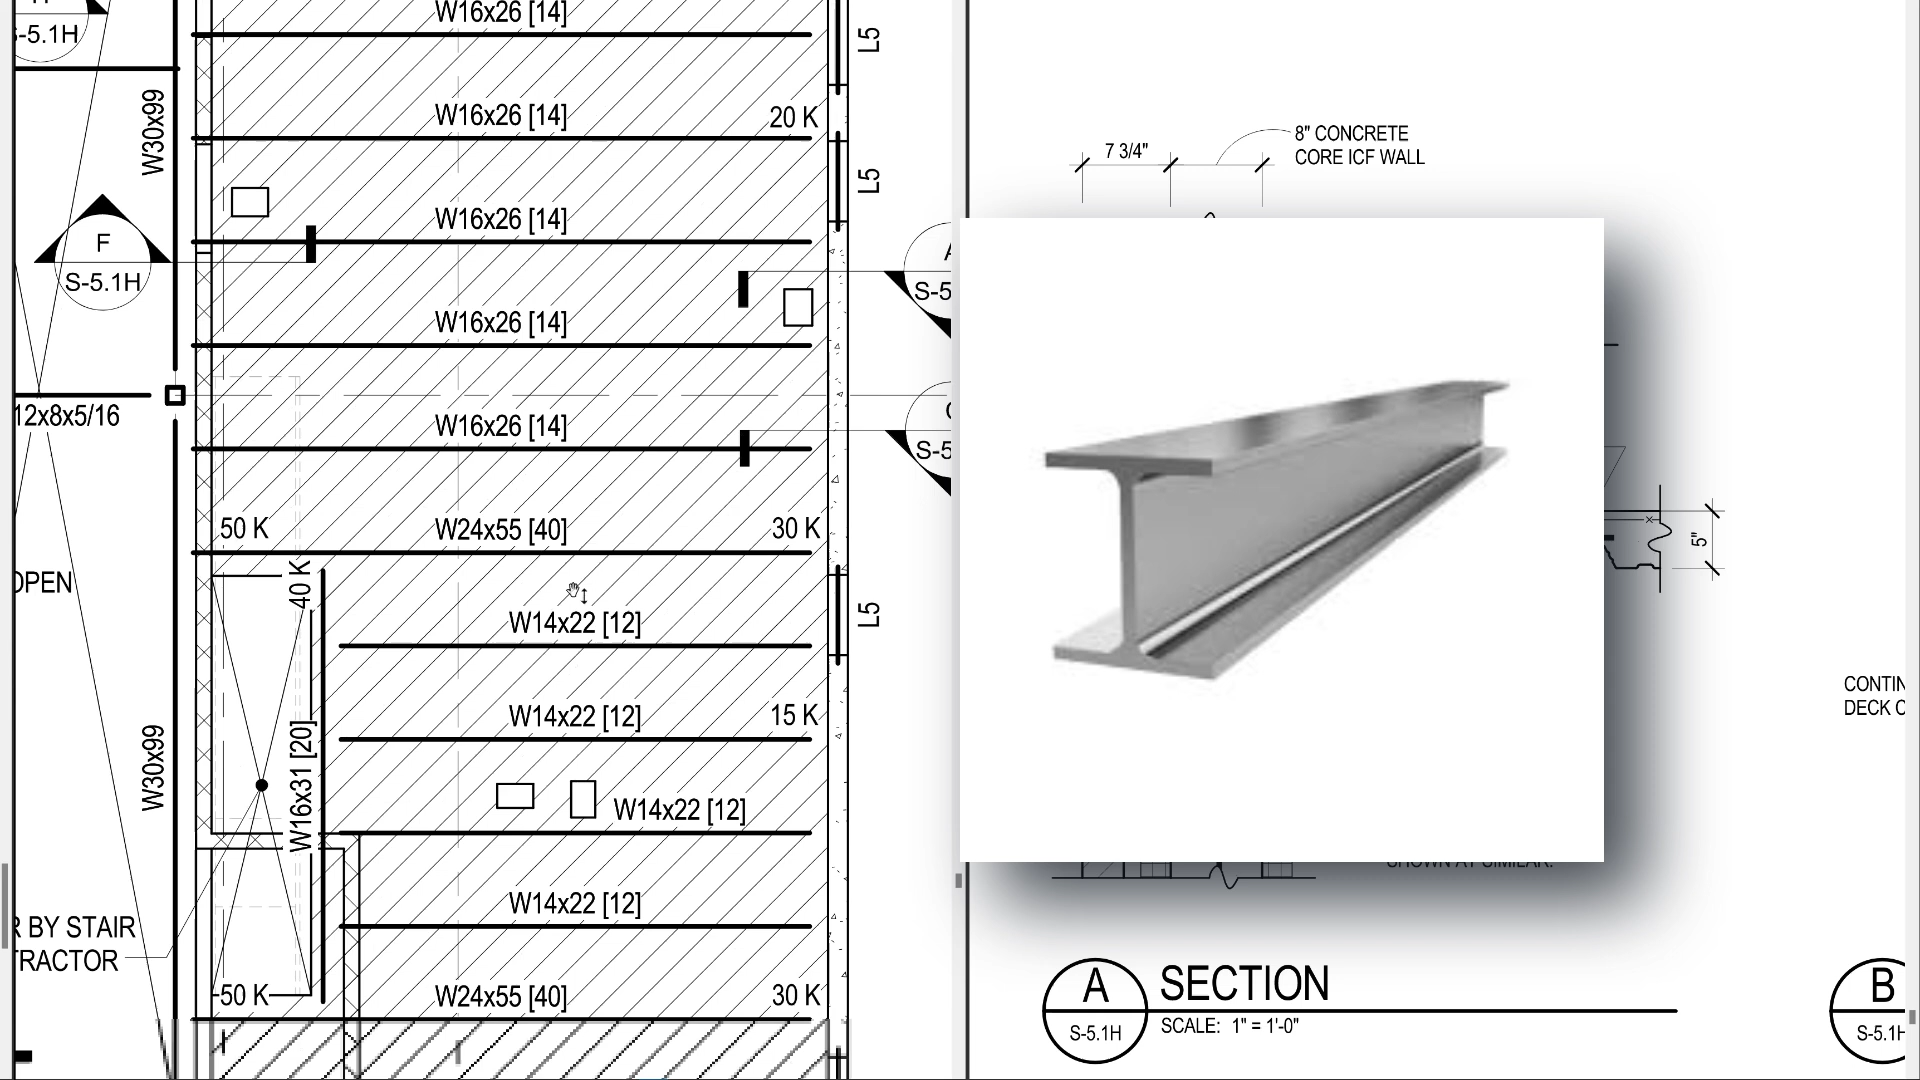 W16x26 [14]
-5.1H
L5
W30x99
W16x26 [14]
20 K
L5
W16x26 [14]
F
S-5.1H
S-5
W16x26 [14]
12x8x5/16
W16x26 [14]
S-5
50 K
W24x55 [40]
30 K
OPEN
40 K
L5
W14x22 [12]
W30x99
W16x31 [20]
W14x22 [12]
15 K
W14x22 [12]
W14x22 [12]
R BY STAIR
TRACTOR
50 K
W24x55 [40]
30 K
7 3/4"
8" CONCRETE
CORE ICF WALL
5"
CONTIN
DECK C
SHOWN AT SIMILAR.
A
S-5.1H
SECTION
SCALE: 1" = 1'-0"
B
S-5.1H